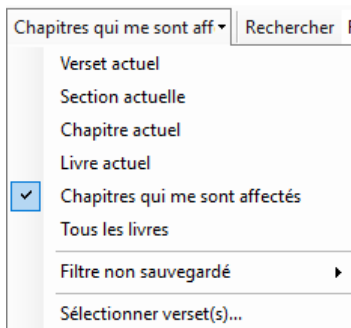 Chapitres qui me sont aff Rechercher
Verset actuel
Section actuelle
Chapitre actuel
Livre actuel
Chapitres qui me sont affectés
Tous les livres
Filtre non sauvegardé
Sélectionner verset(s)...